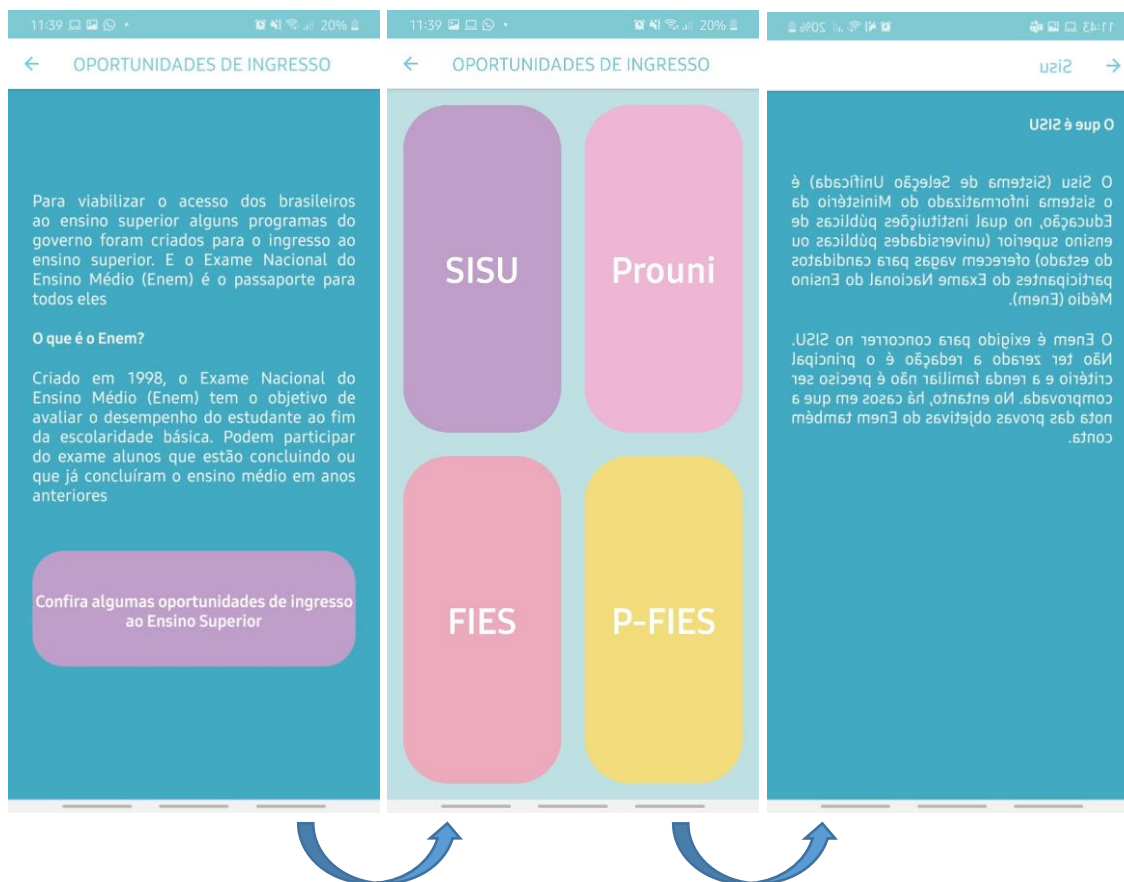 11:39
20%
OPORTUNIDADES DE INGRESSO
Para viabilizar o acesso dos brasileiros
ao ensino superior alguns programas do
governo foram criados para o ingresso ao
ensino superior. E o Exame Nacional do
Ensino Médio (Enem) é o passaporte para
todos eles
O que é o Enem?
Criado em 1998, o Exame Nacional do
Ensino Médio (Enem) tem o objetivo de
avaliar o desempenho do estudante ao fim
da escolaridade básica. Podem participar
do exame alunos que estão concluindo ou
que já concluíram o ensino médio em anos
anteriores
Confira algumas oportunidades de ingresso
ao Ensino Superior
11:39
20%
OPORTUNIDADES DE INGRESSO
SISU
Prouni
FIES
P-FIES
11:43
20%
Sisu
O que é SISU
O Sisu (Sistema de Seleção Unificada) é
o sistema informatizado do Ministério da
Educação, no qual instituições públicas de
ensino superior (universidades públicas ou
do estado) oferecem vagas para candidatos
participantes do Exame Nacional do Ensino
Médio (Enem).
O Enem é exigido para concorrer no SISU.
Não ter zerado a redação é o principal
critério e a renda familiar não é preciso ser
comprovada. No entanto, há casos em que a
nota das provas objetivas do Enem também
conta.